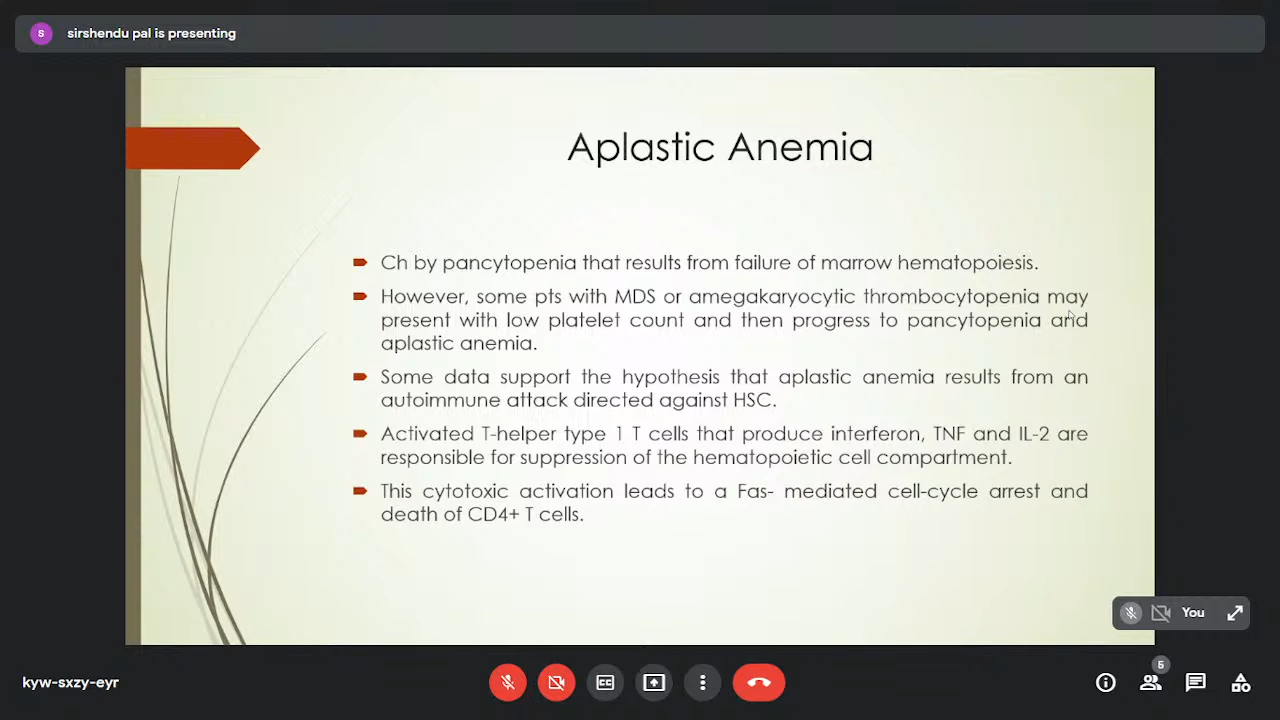 S
sirshendu pal is presenting
Aplastic Anemia
Ch by pancytopenia that results from failure of marrow hematopoiesis.
However, some pts with MDS or amegakaryocytic thrombocytopenia may
present with low platelet count and then progress to pancytopenia and
aplastic anemia.
Some data support the hypothesis that aplastic anemia results from an
autoimmune attack directed against HSC.
Activated T-helper type 1 T cells that produce interferon, TNF and IL-2 are
responsible for suppression of the hematopoietic cell compartment.
This cytotoxic activation leads to a Fas- mediated cell-cycle arrest and
death of CD4+ T cells.
You
kyw-sxzy-eyr
CC
5